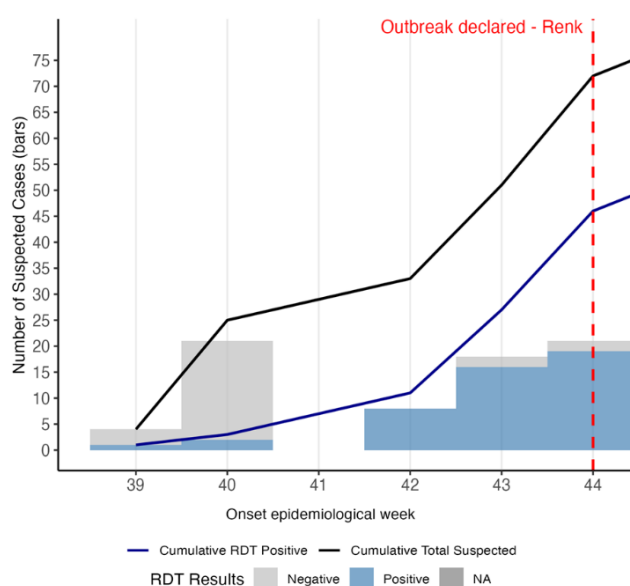 Outbreak declared - Renk
Number of Suspected Cases (bars)
75
70
65
60
55
50
45
40
35
30
25
20
15
10
5
0
39 40 41 42 43 44
Onset epidemiological week
Cumulative RDT Positive Cumulative Total Suspected
RDT Results Negative Positive NA